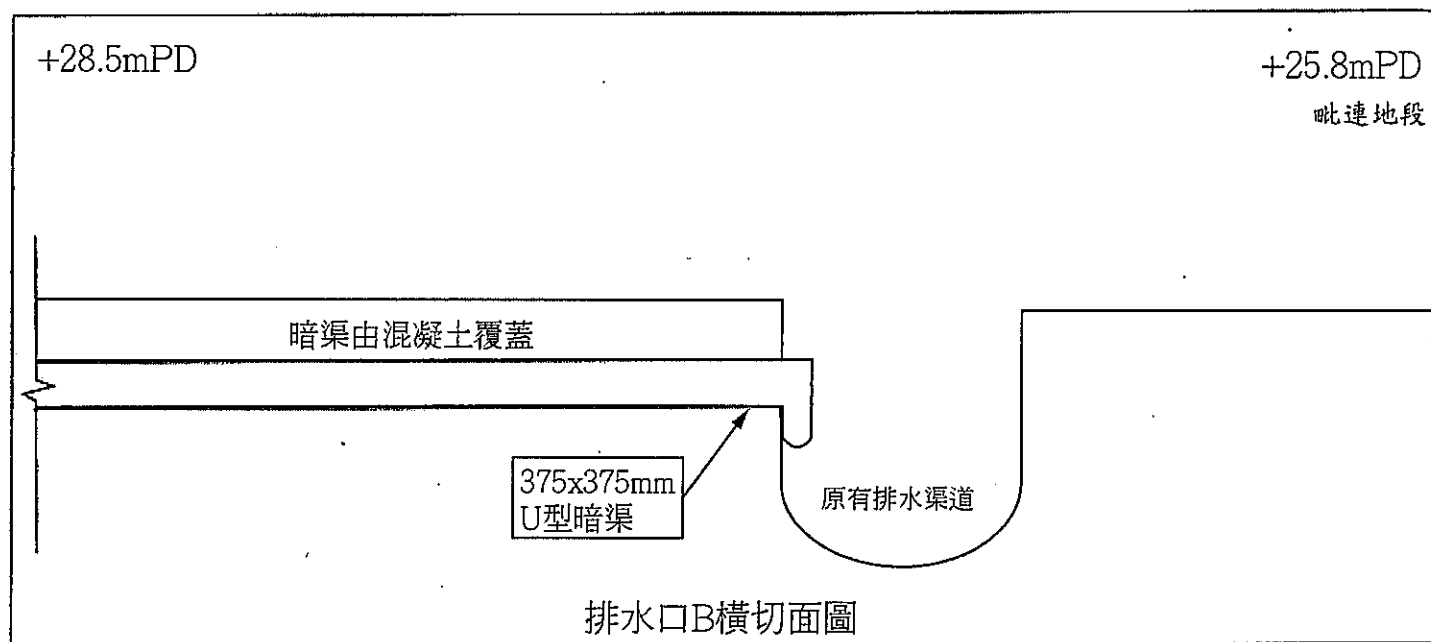 +28.5mPD
+25.8mPD
毗連地段
暗渠由混凝土覆蓋
375x375mm
U型暗渠
原有排水渠道
排水口B橫切面圖